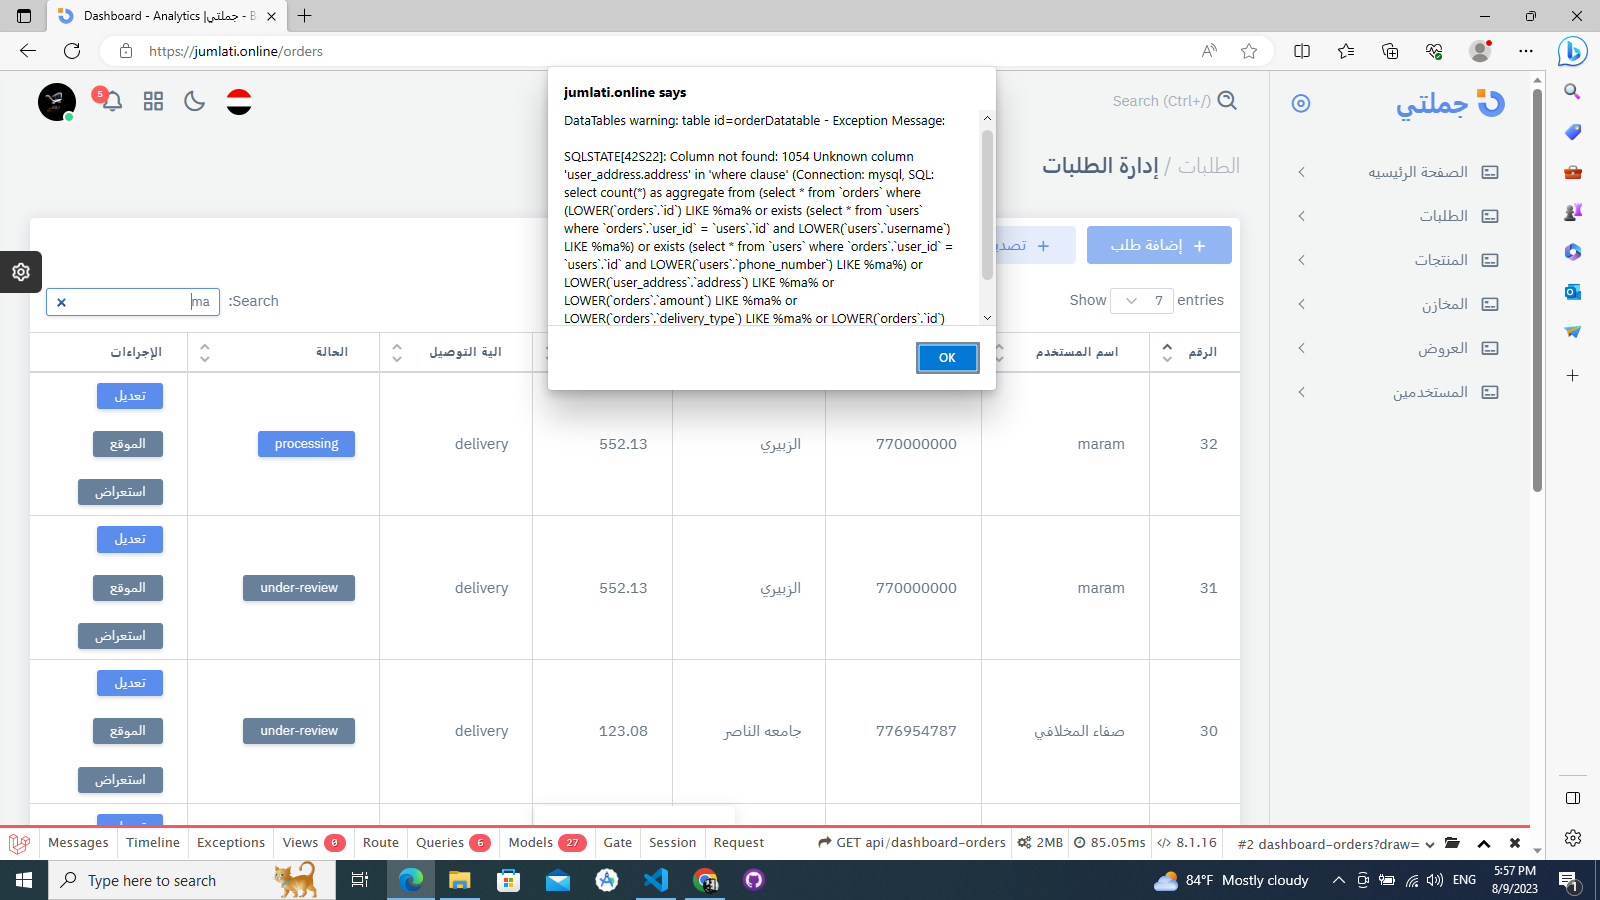 Dashboard - Analytics |جملتي - B
https://jumlati.online/orders
5
Search (Ctrl+/)
جملتي
الطلبات / إدارة الطلبات
jumlati.online says
DataTables warning: table id=orderDatatable - Exception Message:
SQLSTATE[42S22]: Column not found: 1054 Unknown column
'user_address.address' in 'where clause' (Connection: mysql, SQL:
select count(*) as aggregate from (select * from `orders` where
(LOWER(`orders`.`id`) LIKE %ma% or exists (select * from `users`
where `orders`.`user_id` = `users`.`id` and LOWER(`users`.`username`)
LIKE %ma%) or exists (select * from `users` where `orders`.`user_id` =
`users`.`id` and LOWER(`users`.`phone_number`) LIKE %ma%) or
LOWER(`user_address`.`address`) LIKE %ma% or
LOWER(`orders`.`amount`) LIKE %ma% or
LOWER(`orders`.`delivery_type`) LIKE %ma% or LOWER(`orders`.`id`)
OK
الصفحة الرئيسيه
الطلبات
المنتجات
المخازن
العروض
المستخدمين
إضافة طلب
Show 7 entries
Search:
ma
الرقم
اسم المستخدم
الية التوصيل
الحالة
الإجراءات
32
maram
770000000
الزبيري
552.13
delivery
processing
تعديل
الموقع
استعراض
31
maram
770000000
الزبيري
552.13
delivery
under-review
تعديل
الموقع
استعراض
30
صفاء المخلافي
776954787
جامعه الناصر
123.08
delivery
under-review
تعديل
الموقع
استعراض
Messages Timeline Exceptions Views 0 Route Queries 6 Models 27 Gate Session Request GET api/dashboard-orders 2MB 85.05ms 8.1.16 #2 dashboard-orders?draw=
Type here to search
84°F Mostly cloudy
ENG
5:57 PM
8/9/2023
1